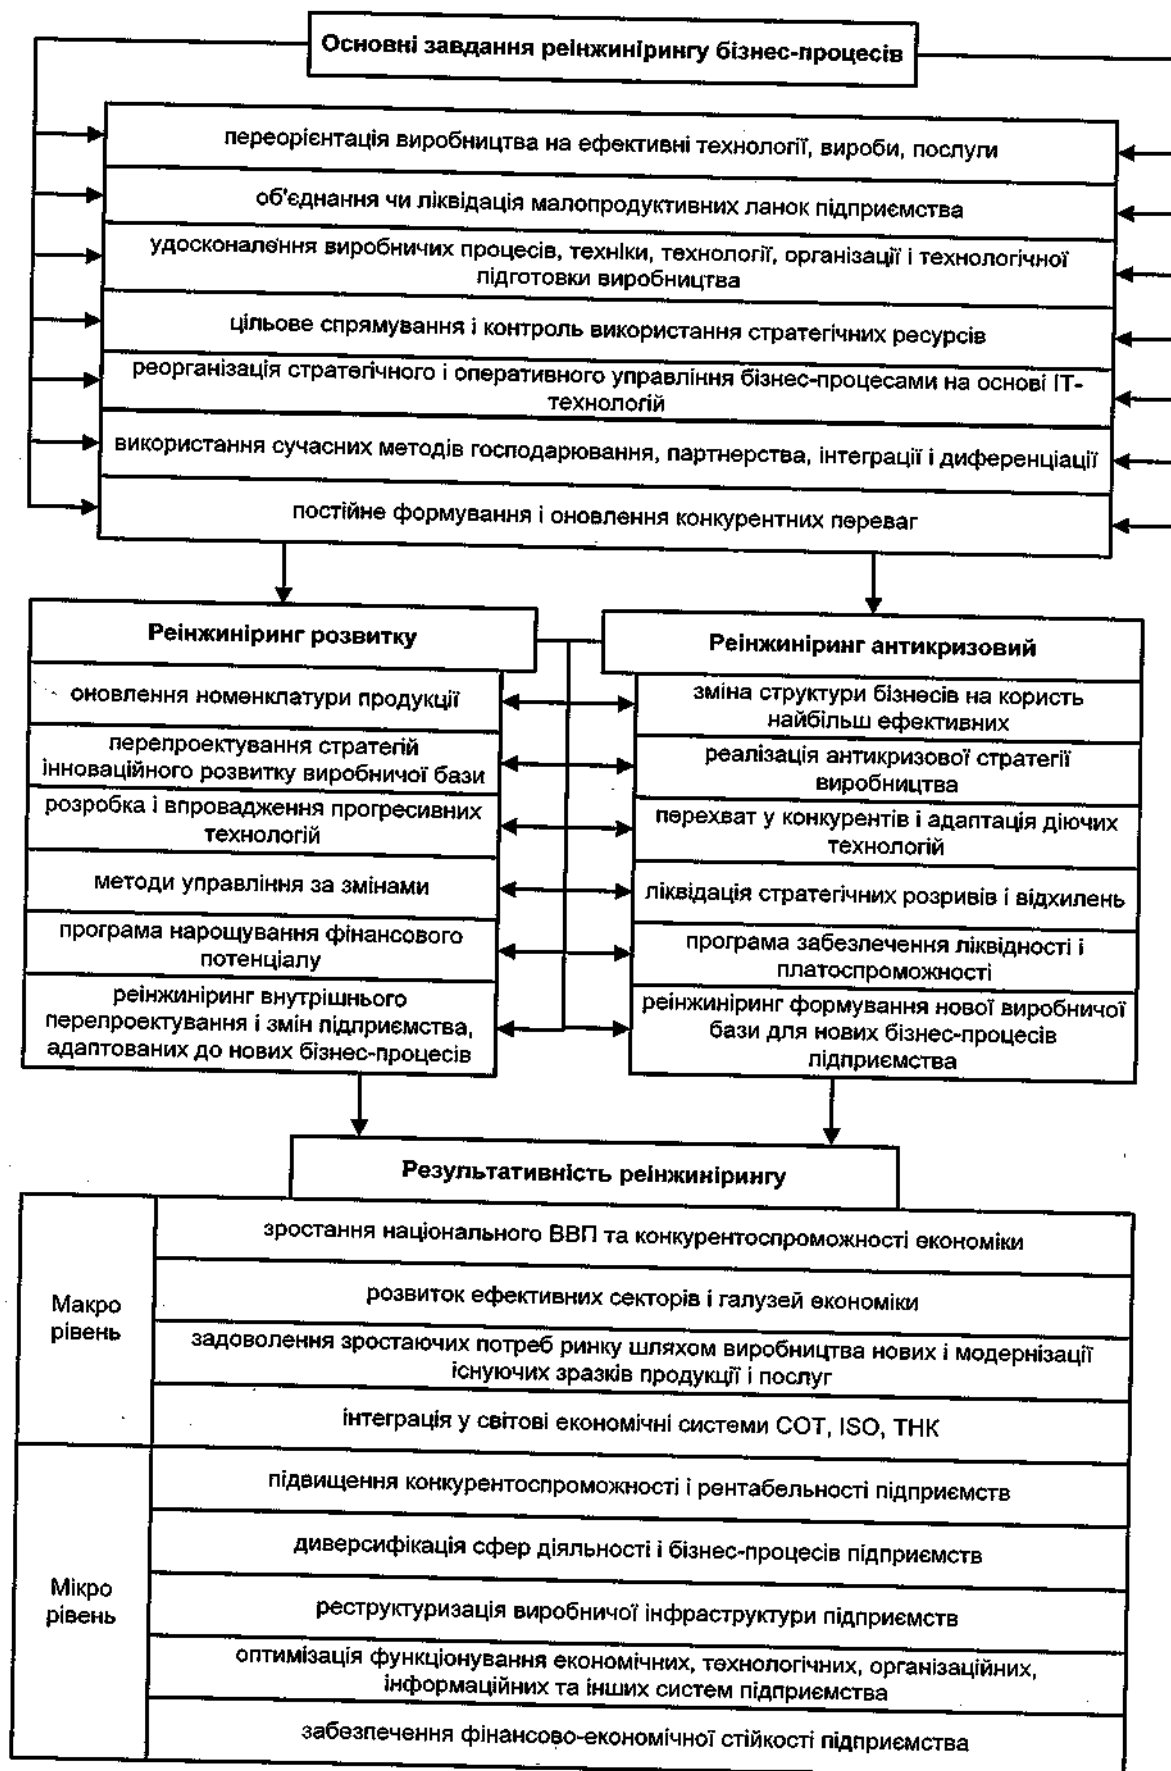 Основні завдання реінжинірингу бізнес-процесів
переорієнтація виробництва на ефективні технології, вироби, послуги
об'єднання чи ліквідація малопродуктивних ланок підприємства
удосконалення виробничих процесів, техніки, технології, організації і технологічної
підготовки виробництва
цільове спрямування і контроль використання стратегічних ресурсів
реорганізація стратегічного і оперативного управління бізнес-процесами на основі ІТ-
технологій
використання сучасних методів господарювання, партнерства, інтеграції і диференціації
постійне формування і оновлення конкурентних переваг
Реінжиніринг розвитку
оновлення номенклатури продукції
перепроектування стратегій
інноваційного розвитку виробничої бази
розробка і впровадження прогресивних
технологій
методи управління за змінами
програма нарощування фінансового
потенціалу
реінжиніринг внутрішнього
перепроектування і змін підприємства,
адаптованих до нових бізнес-процесів
Реінжиніринг антикризовий
зміна структури бізнесів на користь
найбільш ефективних
реалізація антикризової стратегії
виробництва
перехват у конкурентів і адаптація діючих
технологій
ліквідація стратегічних розривів і відхилень
програма забезпечення ліквідності і
платоспроможності
реінжиніринг формування нової виробничої
бази для нових бізнес-процесів
підприємства
Результативність реінжинірингу
Макро
рівень
зростання національного ВВП та конкурентоспроможності економіки
розвиток ефективних секторів і галузей економіки
задоволення зростаючих потреб ринку шляхом виробництва нових і модернізації
існуючих зразків продукції і послуг
інтеграція у світові економічні системи СОТ, ISO, ТНК
Мікро
рівень
підвищення конкурентоспроможності і рентабельності підприємств
диверсифікація сфер діяльності і бізнес-процесів підприємств
реструктуризація виробничої інфраструктури підприємств
оптимізація функціонування економічних, технологічних, організаційних,
інформаційних та інших систем підприємства
забезпечення фінансово-економічної стійкості підприємства